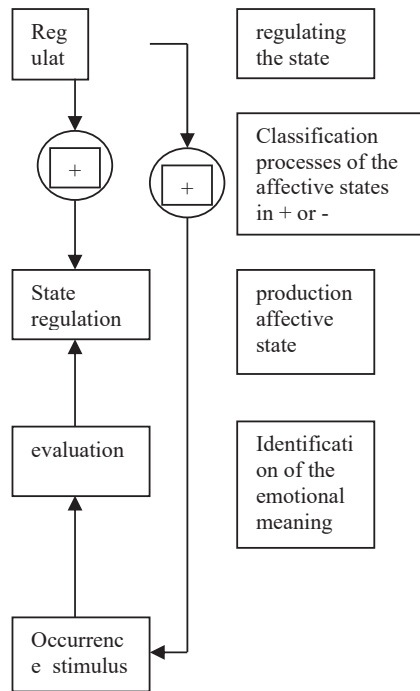 Reg
ulat
regulating
the state
+
+
Classification
processes of the
affective states
in + or -
State
regulation
production
affective
state
evaluation
Identificati
on of the
emotional
meaning
Occurrenc
e stimulus